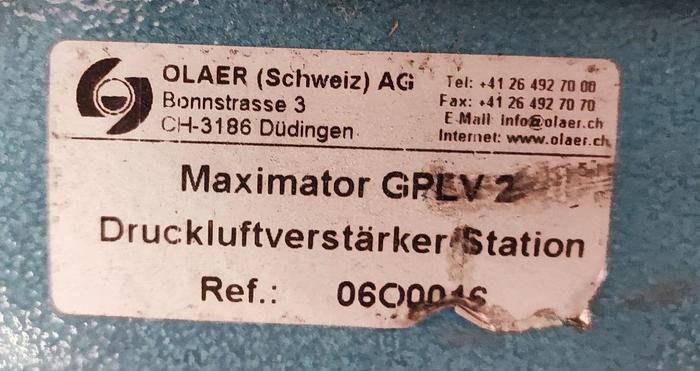 OLAER (Schweiz) AG
Bonnstrasse 3
CH-3186 Düdingen
Tel: +41 26 492 70 00
Fax: +41 26 492 70 70
E-Mail info@olaer.ch
Internet: www.olaer.ch
Maximator GPLV 2
Druckluftverstärker Station
Ref.: